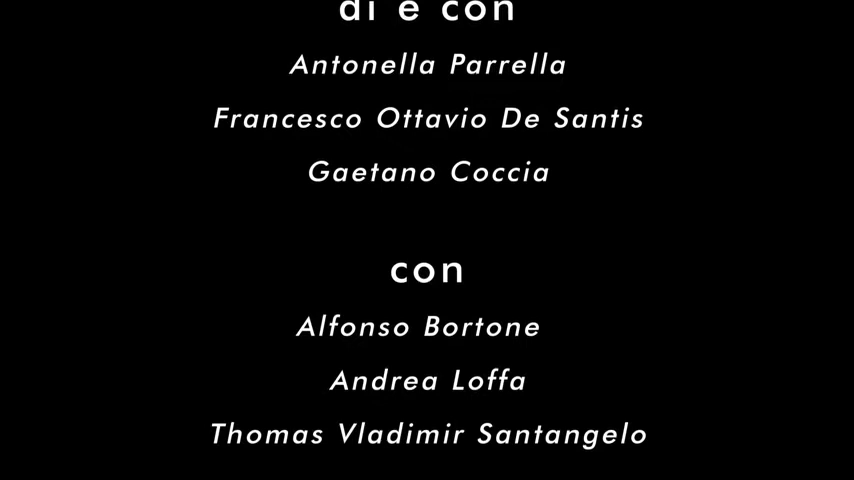 di e con
Antonella Parrella
Francesco Ottavio De Santis
Gaetano Coccia
con
Alfonso Bortone
Andrea Loffa
Thomas Vladimir Santangelo